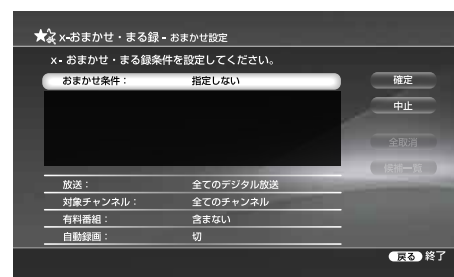 x-おまかせ・まる録 - おまかせ設定
x- おまかせ・まる録条件を設定してください。
おまかせ条件： 指定しない
確定
中止
全取消
候補一覧
放送： 全てのデジタル放送
対象チャンネル： 全てのチャンネル
有料番組： 含まない
自動録画： 切
戻る 終了